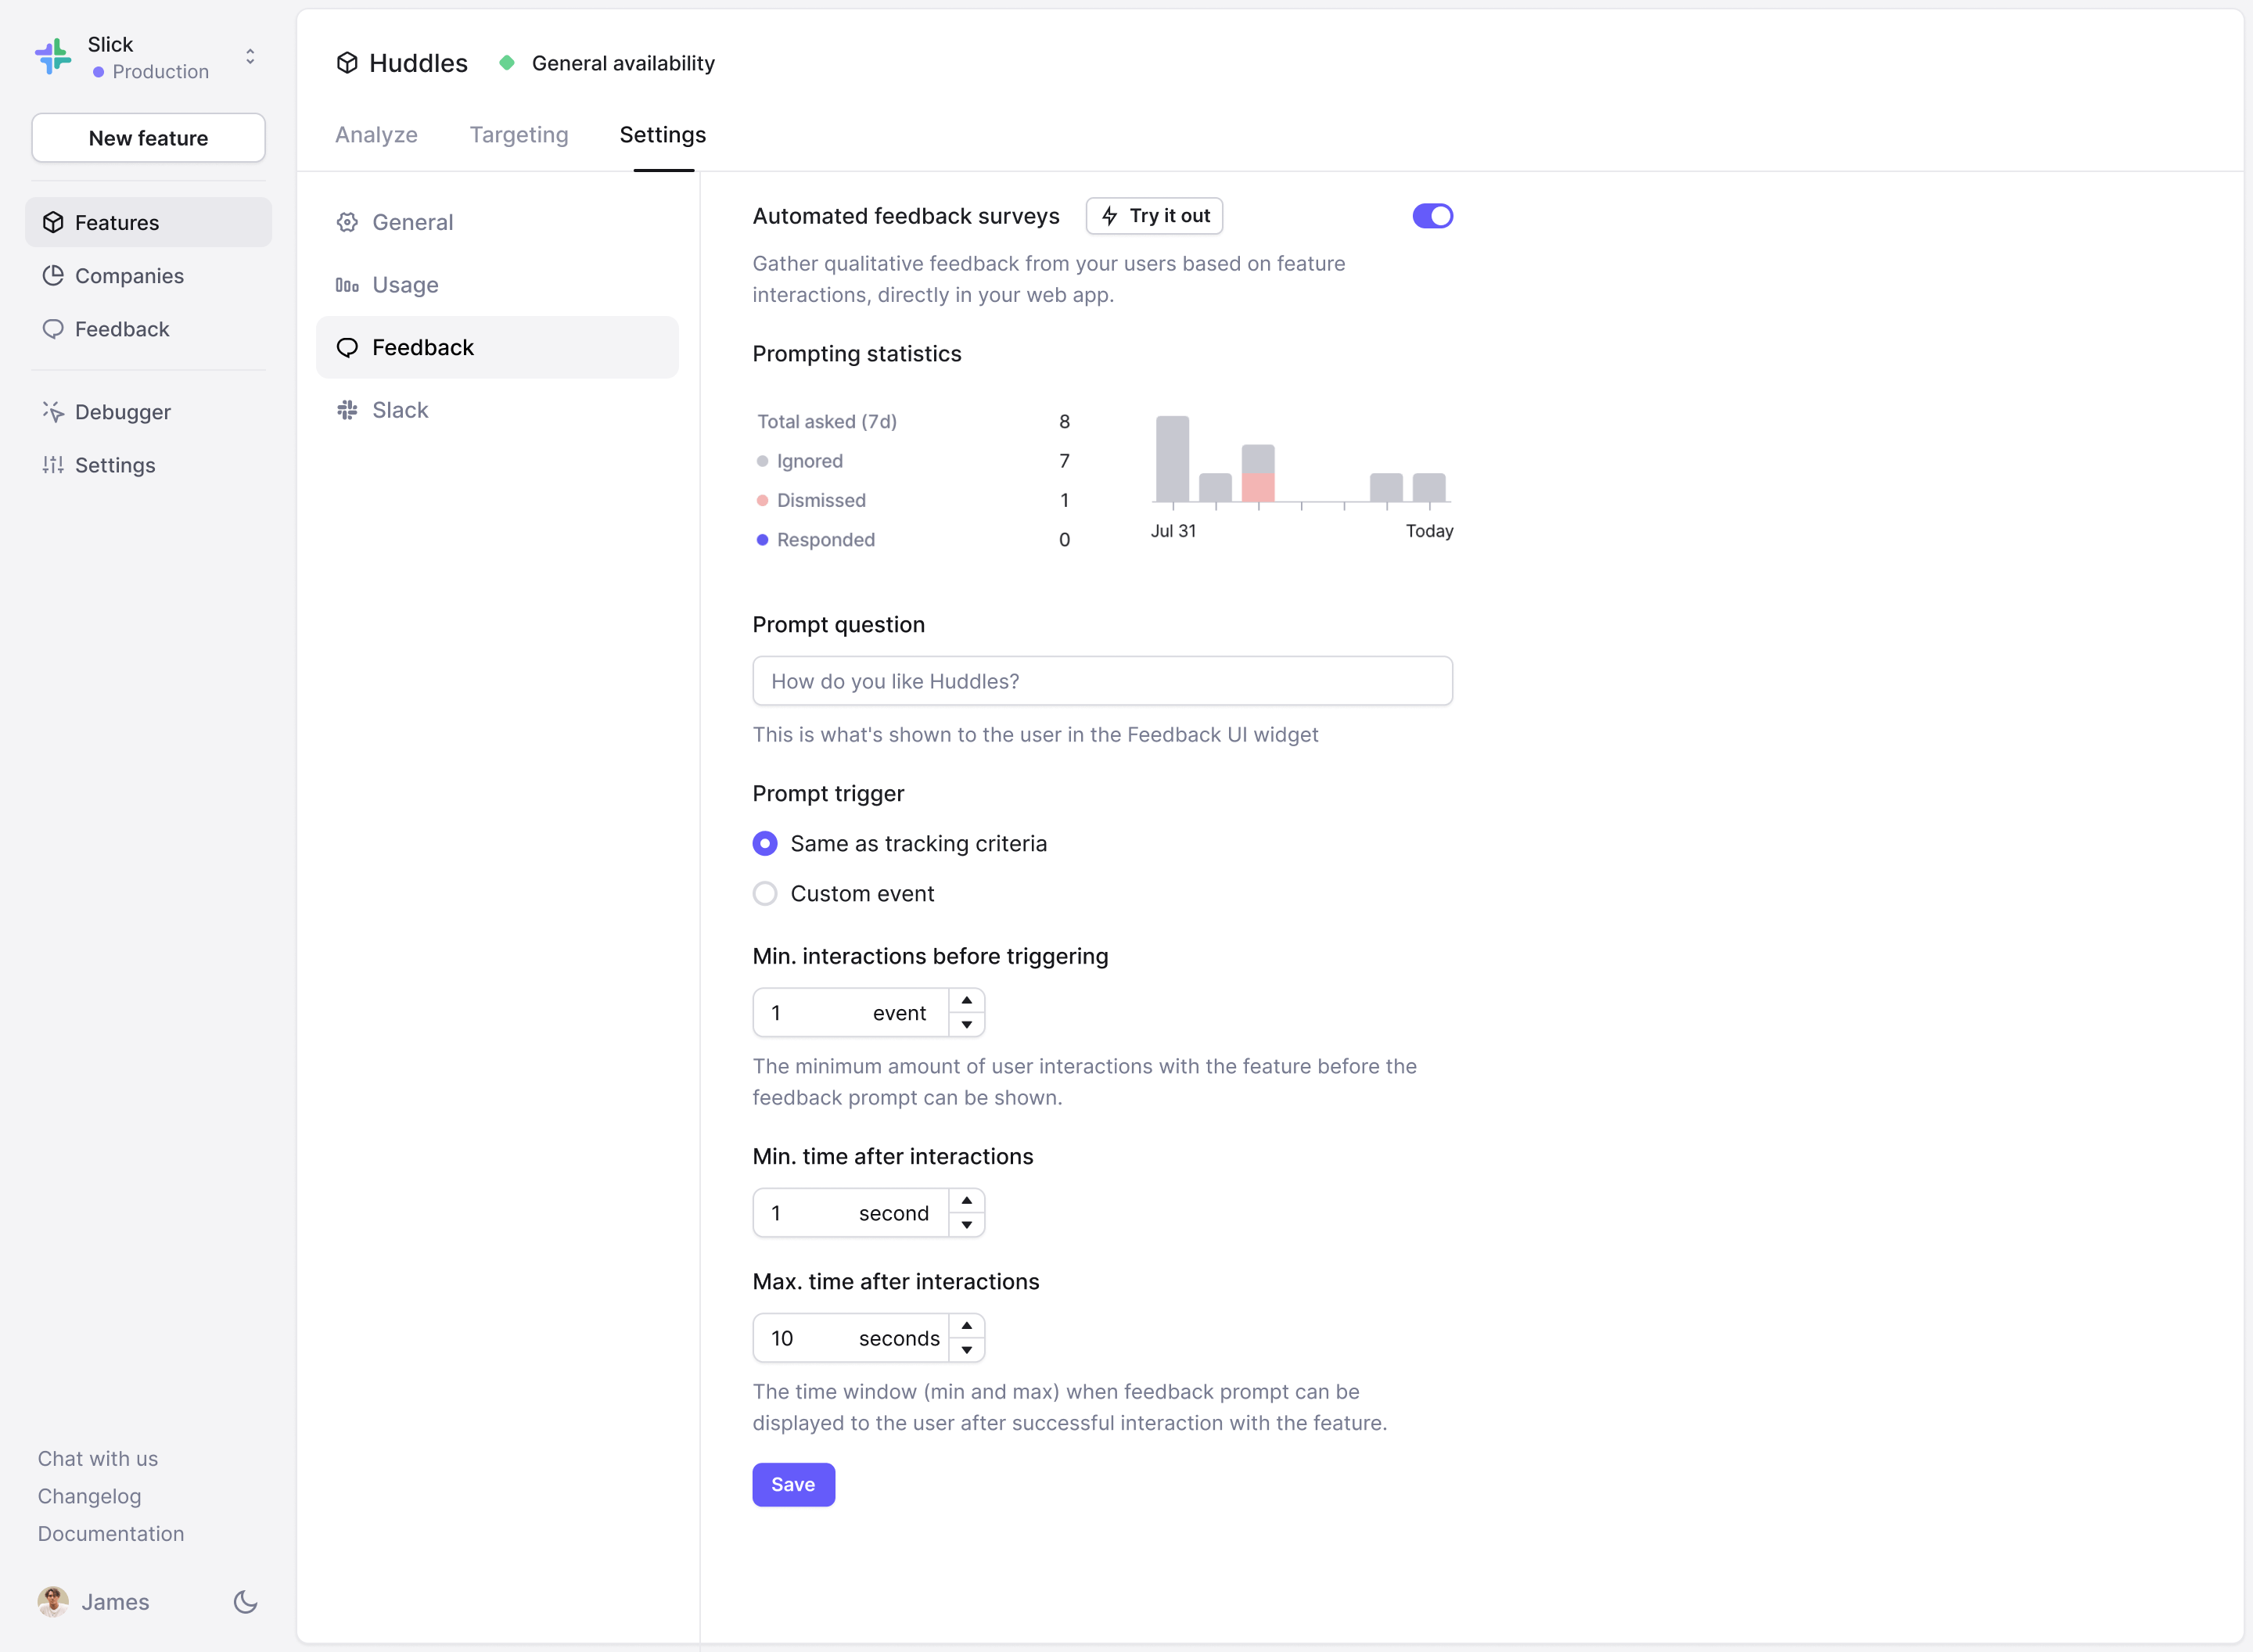 Slick
Production
New feature
Features
Companies
Feedback
Debugger
Settings
Chat with us
Changelog
Documentation
James
Huddles
General availability
Analyze
Targeting
Settings
General
Usage
Feedback
Slack
Automated feedback surveys
Try it out
Gather qualitative feedback from your users based on feature
interactions, directly in your web app.
Prompting statistics
Total asked (7d) 8
Ignored 7
Dismissed 1
Responded 0
Jul 31
Today
Prompt question
How do you like Huddles?
This is what's shown to the user in the Feedback UI widget
Prompt trigger
Same as tracking criteria
Custom event
Min. interactions before triggering
1 event
The minimum amount of user interactions with the feature before the
feedback prompt can be shown.
Min. time after interactions
1 second
Max. time after interactions
10 seconds
The time window (min and max) when feedback prompt can be
displayed to the user after successful interaction with the feature.
Save